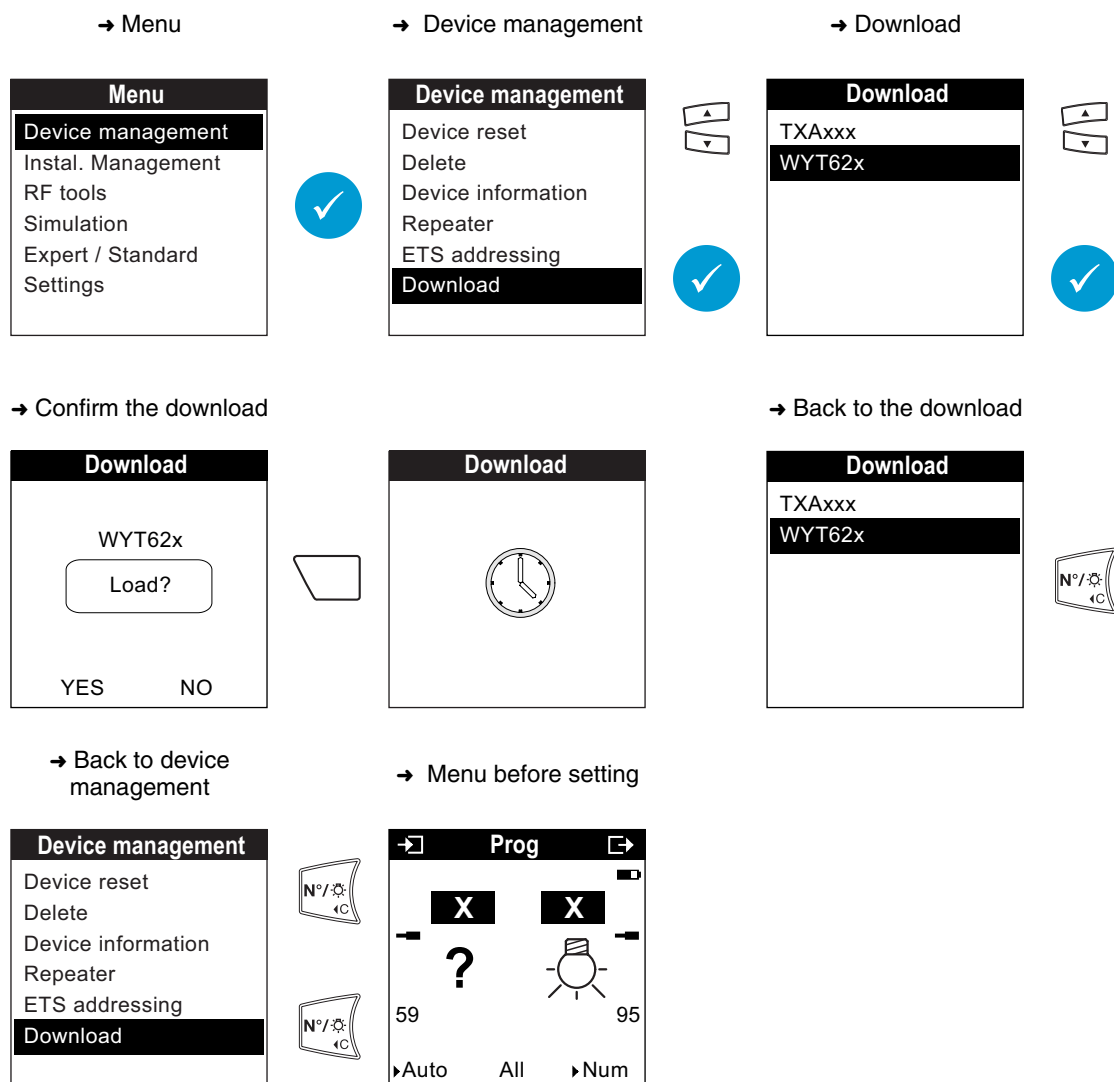 ➜ Menu
➜ Device management
➜ Download
Menu
Device management
Instal. Management
RF tools
Simulation
Expert / Standard
Settings
Device management
Device reset
Delete
Device information
Repeater
ETS addressing
Download
Download
TXAxxx
WYT62x
➜ Confirm the download
➜ Back to the download
Download
WYT62x
Load?
YES NO
Download
Download
TXAxxx
WYT62x
N°/
C
➜ Back to device
management
➜ Menu before setting
Device management
Device reset
Delete
Device information
Repeater
ETS addressing
Download
N°/
C
N°/
C
Prog
X X
?
59 95
Auto All Num